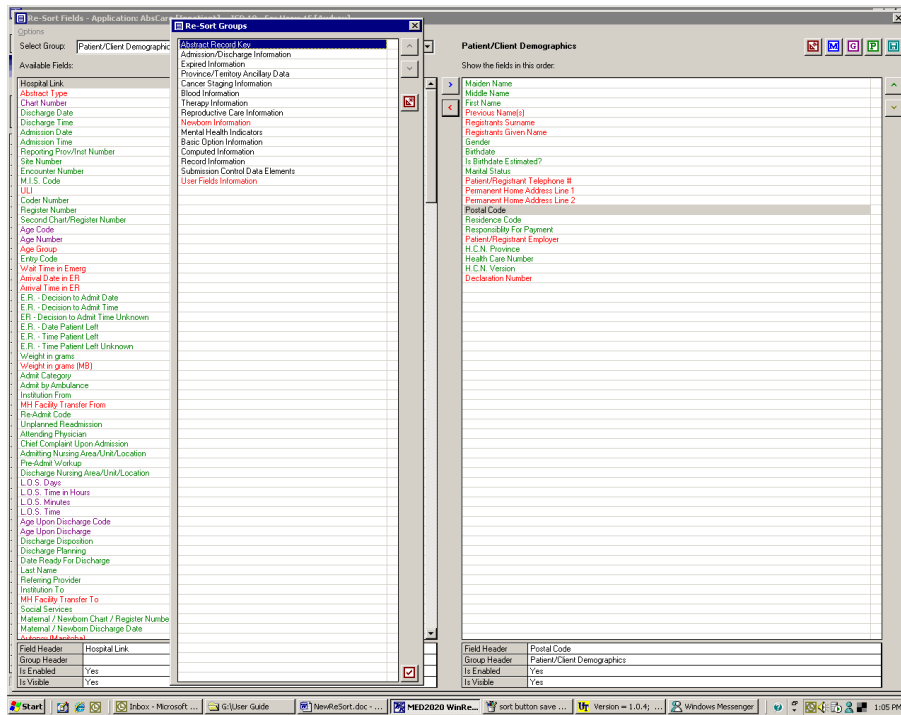 Re-Sort Fields - Application: AbsCare
Options
Select Group:
Patient/Client Demographic
Available Fields:
Hospital Link
Abstract Type
Chart Number
Discharge Date
Discharge Time
Admission Date
Admission Time
Reporting Prov/Inst Number
Site Number
Encounter Number
M.I.S. Code
ULI
Coder Number
Register Number
Second Chart/Register Number
Age Code
Age Number
Age Group
Entry Code
Wait Time in Emerg
Arrival Date in ER
Arrival Time in ER
E.R. - Decision to Admit Date
E.R. - Decision to Admit Time
ER - Decision to Admit Time Unknown
E.R. - Date Patient Left
E.R. - Time Patient Left
E.R. - Time Patient Left Unknown
Weight in grams
Weight in grams (MB)
Admit Category
Admit by Ambulance
Institution From
MH Facility Transfer From
Re-Admit Code
Unplanned Readmission
Attending Physician
Chief Complaint Upon Admission
Admitting Nursing Area/Unit/Location
Pre-Admit Workup
Discharge Nursing Area/Unit/Location
L.O.S. Days
L.O.S. Time in Hours
L.O.S. Minutes
L.O.S. Time
Age Upon Discharge Code
Age Upon Discharge
Discharge Disposition
Discharge Planning
Date Ready For Discharge
Last Name
Referring Provider
Institution To
MH Facility Transfer To
Social Services
Maternal / Newborn Chart / Register Numbe
Maternal / Newborn Discharge Date
Autopsy (Manitoba)
Field Header Hospital Link
Group Header
Is Enabled Yes
Is Visible Yes
Re-Sort Groups
Abstract Record Key
Admission/Discharge Information
Expired Information
Province/Territory Ancillary Data
Cancer Staging Information
Blood Information
Therapy Information
Reproductive Care Information
Newborn Information
Mental Health Indicators
Basic Option Information
Computed Information
Record Information
Submission Control Data Elements
User Fields Information
Patient/Client Demographics
M G P H
Show the fields in this order:
Maiden Name
Middle Name
First Name
Previous Name(s)
Registrants Surname
Registrants Given Name
Gender
Birthdate
Is Birthdate Estimated?
Marital Status
Patient/Registrant Telephone #
Permanent Home Address Line 1
Permanent Home Address Line 2
Postal Code
Residence Code
Responsiblity For Payment
Patient/Registrant Employer
H.C.N. Province
Health Care Number
H.C.N. Version
Declaration Number
Field Header Postal Code
Group Header Patient/Client Demographics
Is Enabled Yes
Is Visible Yes
Start
Inbox - Microsoft ...
G:\User Guide
NewReSort.doc - ...
MED2020 WinRe...
sort button save ...
Version = 1.0.4; ...
Windows Messenger
1:05 PM